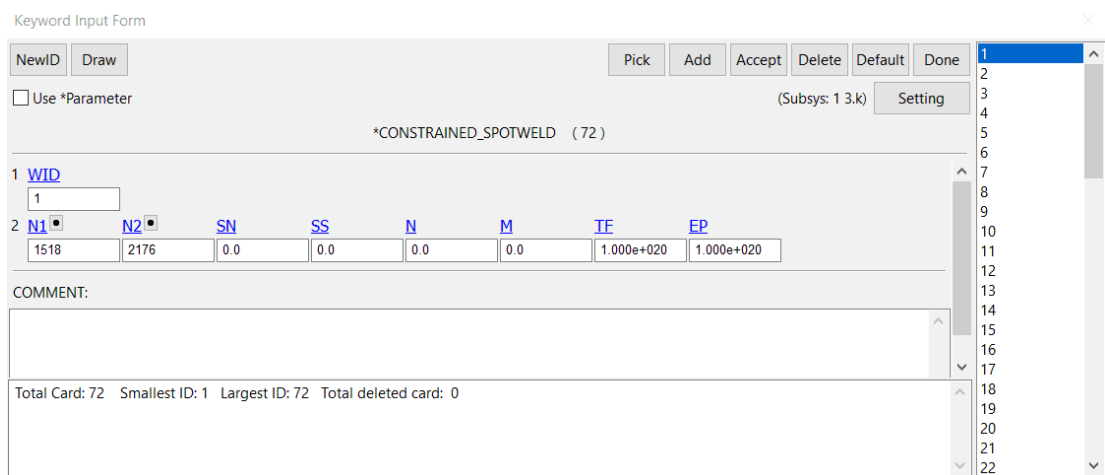 Keyword Input Form
NewID Draw Pick Add Accept Delete Default Done
Use *Parameter (Subsys: 1 3.k) Setting
*CONSTRAINED_SPOTWELD (72)
1 WID
1
2 N1 N2 SN SS N M TF EP
1518 2176 0.0 0.0 0.0 0.0 1.000e+020 1.000e+020
COMMENT:
Total Card: 72 Smallest ID: 1 Largest ID: 72 Total deleted card: 0
1
2
3
4
5
6
7
8
9
10
11
12
13
14
15
16
17
18
19
20
21
22